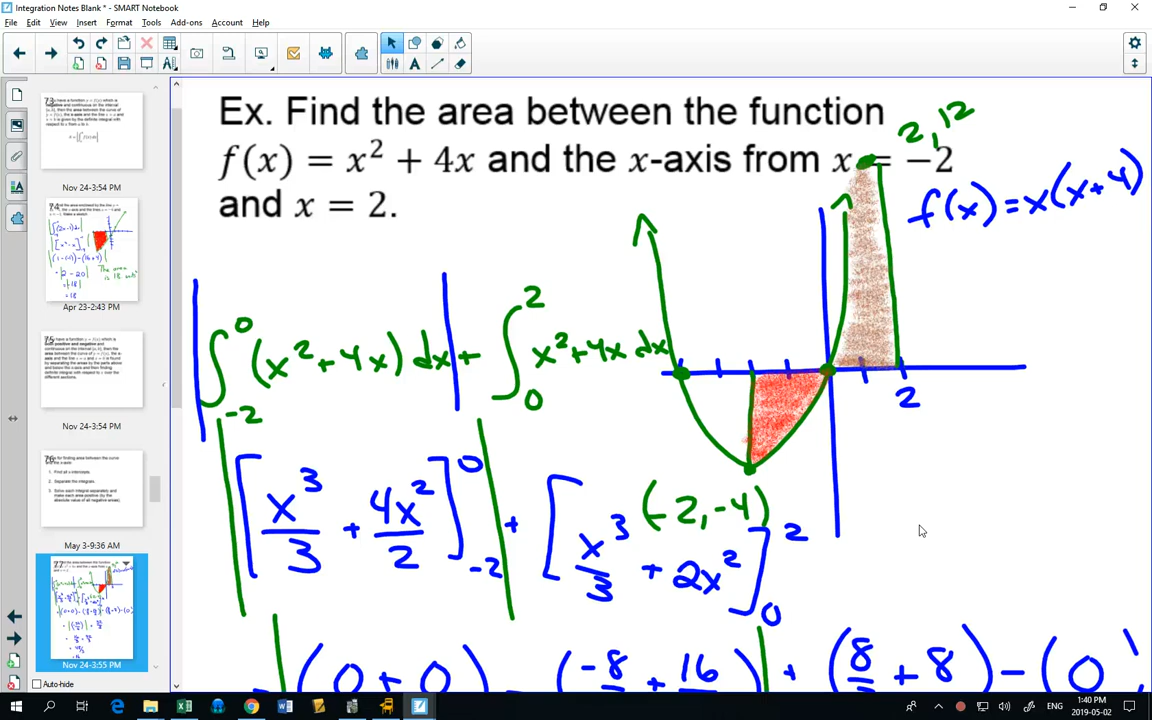 Integration Notes Blank * - SMART Notebook
File Edit View Insert Format Tools Add-ons Account Help
Nov 24-3:54 PM
Apr 23-2:43 PM
Nov 24-3:54 PM
May 3-9:36 AM
Nov 24-3:55 PM
Auto-hide
Ex. Find the area between the function
f(x) = x² + 4x and the x-axis from x = −2
and x = 2.
2,12
f(x) = x(x+4)
|∫₋₂⁰ (x²+4x) dx| + ∫₀² x²+4x dx
2
(-2,-4)
|[x³/3 + 4x²/2]₋₂⁰| + [x³/3 + 2x²]₀²
(0+0) (-8 + 16 + (8 + 8) - (0
ENG
1:40 PM
2019-05-02